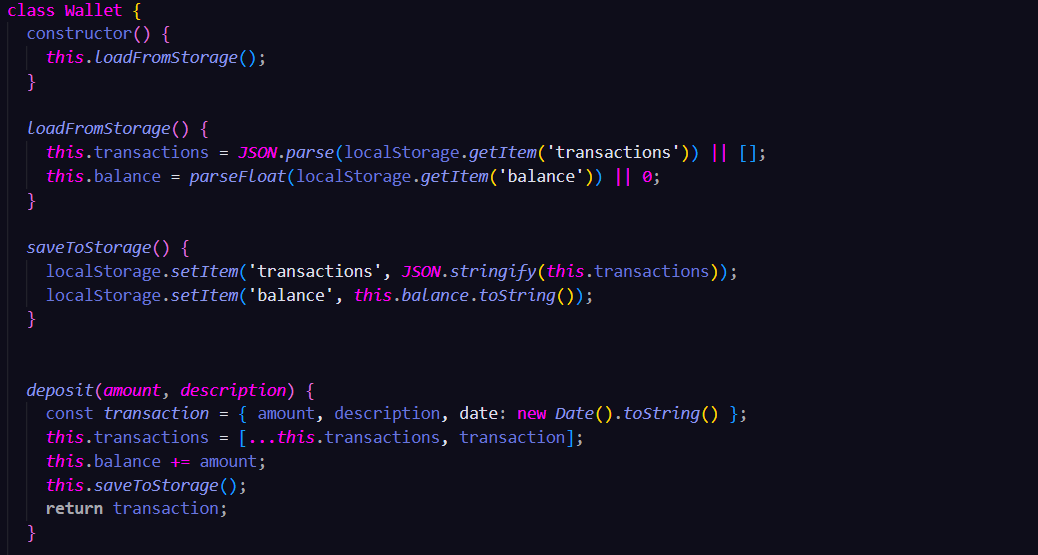 class Wallet {
constructor() {
this.loadFromStorage();
}
loadFromStorage() {
this.transactions = JSON.parse(localStorage.getItem('transactions')) || [];
this.balance = parseFloat(localStorage.getItem('balance')) || 0;
}
saveToStorage() {
localStorage.setItem('transactions', JSON.stringify(this.transactions));
localStorage.setItem('balance', this.balance.toString());
}
deposit(amount, description) {
const transaction = { amount, description, date: new Date().toString() };
this.transactions = [...this.transactions, transaction];
this.balance += amount;
this.saveToStorage();
return transaction;
}